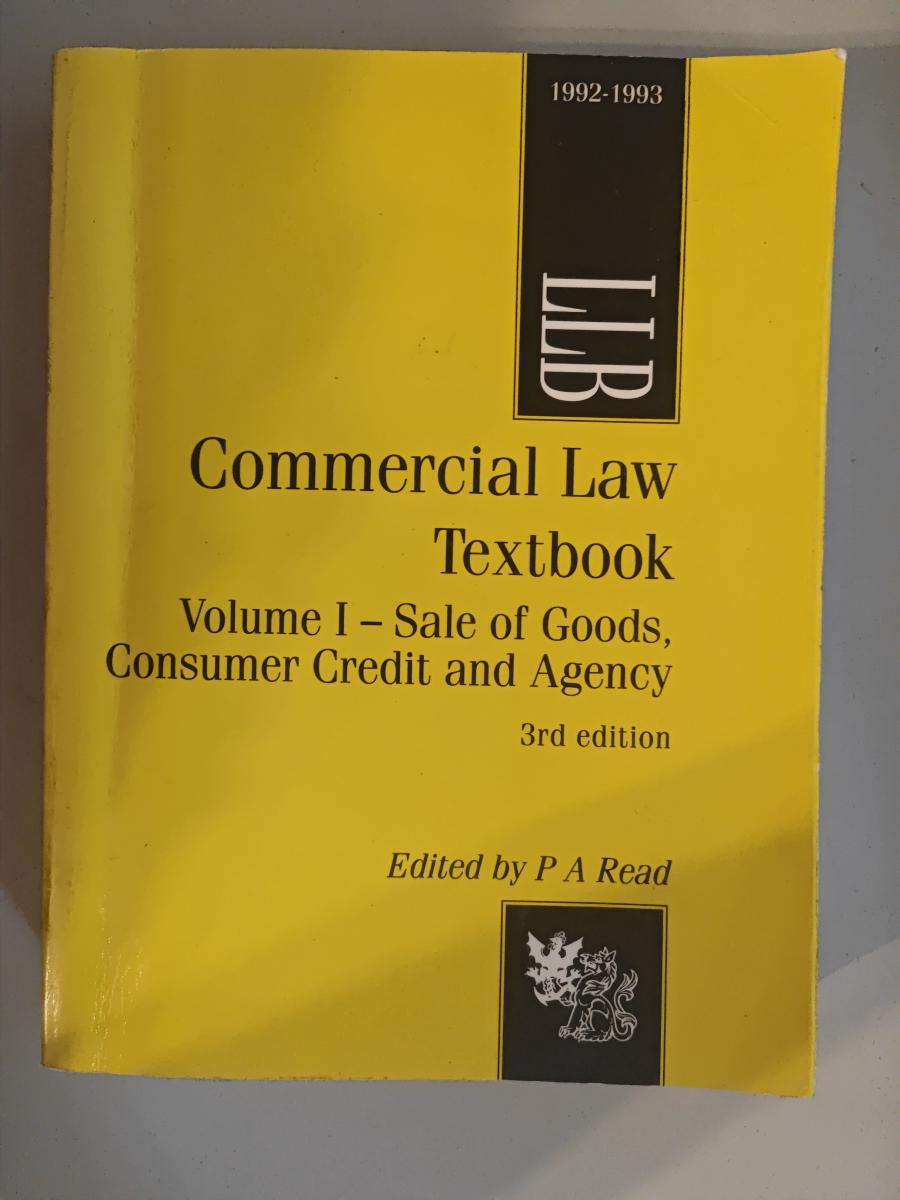 1992-1993
LLB
Commercial Law
Textbook
Volume I – Sale of Goods,
Consumer Credit and Agency
3rd edition
Edited by P A Read